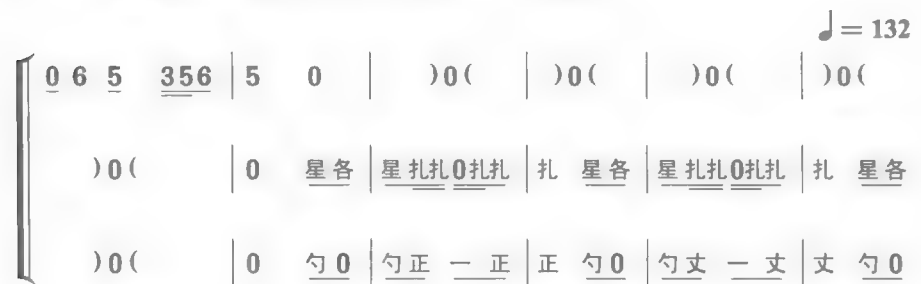 ♩= 132
0 6 5 356 | 5 0 | )0( | )0( | )0( | )0(
)0( | 0 星各 | 星扎扎0扎扎 | 扎 星各 | 星扎扎0扎扎 | 扎 星各
)0( | 0 勺0 | 勺正 一 正 | 正 勺0 | 勺丈 一 丈 | 丈 勺0